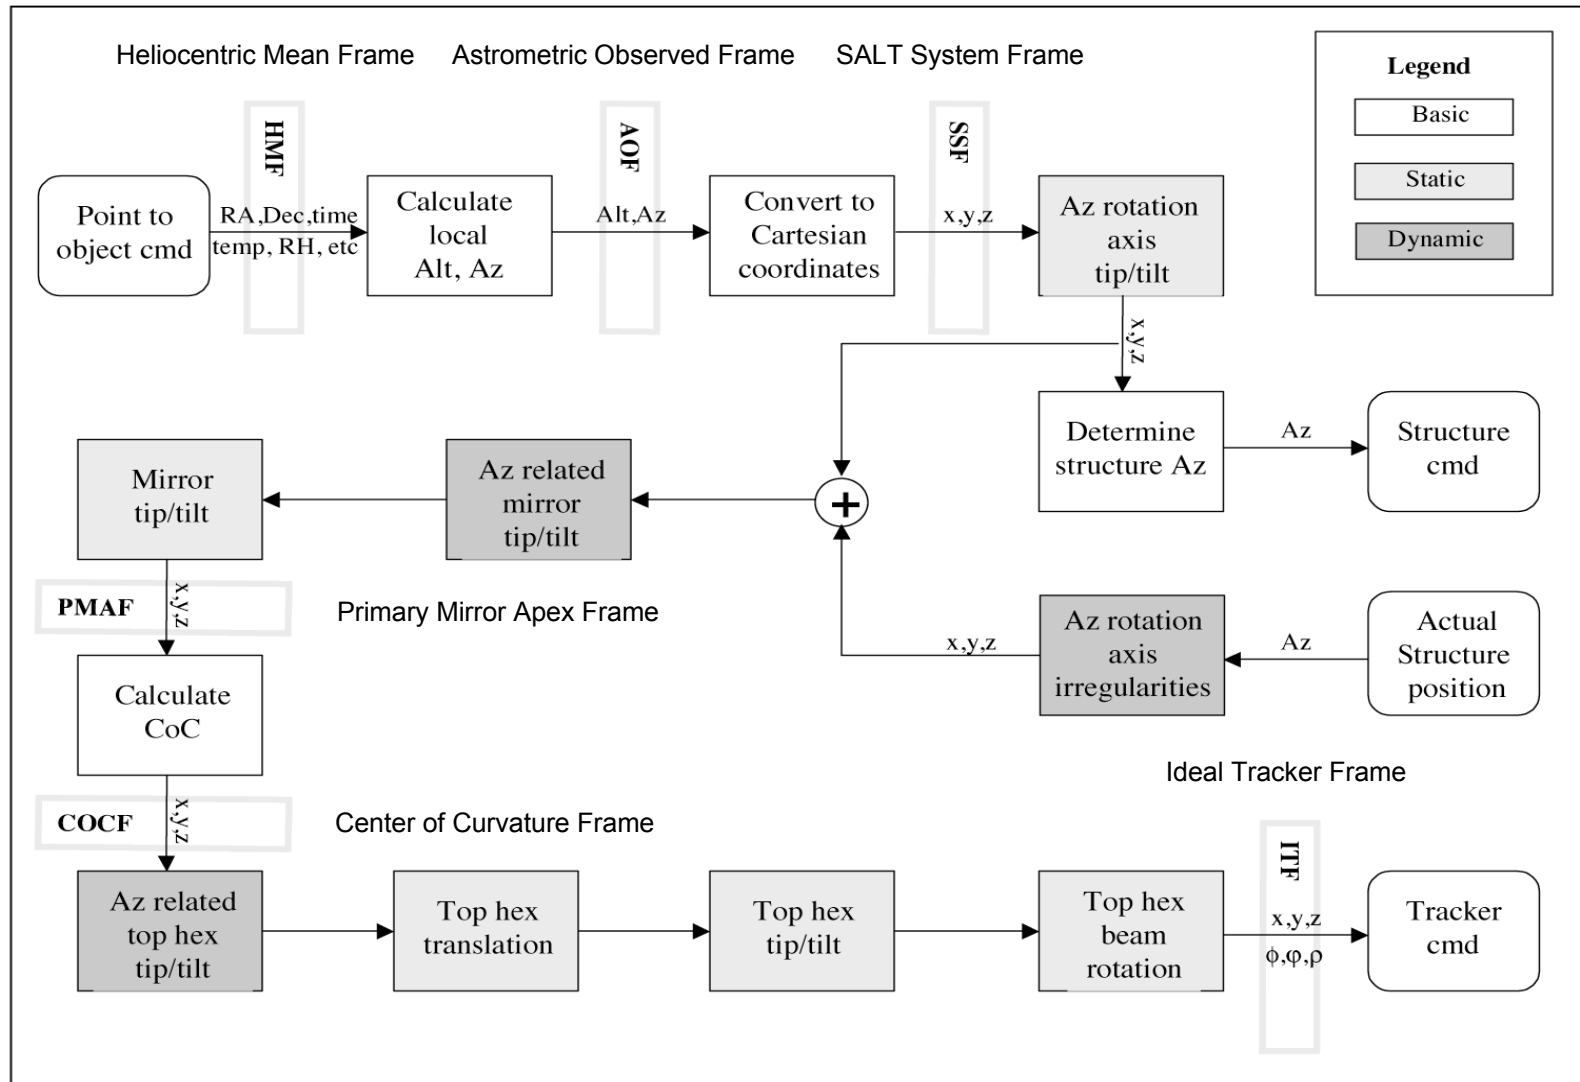 Heliocentric Mean Frame
Astrometric Observed Frame
SALT System Frame
Legend
Basic
Static
Dynamic
HMF
AOF
SSF
Point to
object cmd
RA,Dec,time
temp, RH, etc
Calculate
local
Alt, Az
Alt,Az
Convert to
Cartesian
coordinates
x,y,z
Az rotation
axis
tip/tilt
x,y,z
Determine
structure Az
Az
Structure
cmd
Mirror
tip/tilt
Az related
mirror
tip/tilt
+
x,y,z
PMAF
Primary Mirror Apex Frame
x,y,z
Az rotation
axis
irregularities
Az
Actual
Structure
position
Calculate
CoC
Ideal Tracker Frame
x,y,z
COCF
Center of Curvature Frame
ITF
Az related
top hex
tip/tilt
Top hex
translation
Top hex
tip/tilt
Top hex
beam
rotation
x,y,z
ϕ,φ,ρ
Tracker
cmd